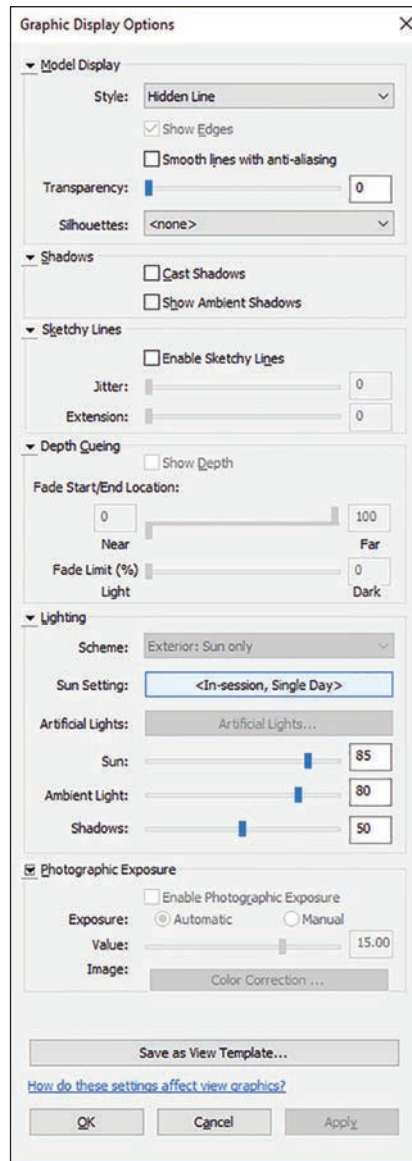 Graphic Display Options
Model Display
Style: Hidden Line
Show Edges
Smooth lines with anti-aliasing
Transparency: 0
Silhouettes: <none>
Shadows
Cast Shadows
Show Ambient Shadows
Sketchy Lines
Enable Sketchy Lines
Jitter: 0
Extension: 0
Depth Cueing
Show Depth
Fade Start/End Location:
0 100
Near Far
Fade Limit (%) 0
Light Dark
Lighting
Scheme: Exterior: Sun only
Sun Setting: <In-session, Single Day>
Artificial Lights: Artificial Lights...
Sun: 85
Ambient Light: 80
Shadows: 50
Photographic Exposure
Enable Photographic Exposure
Exposure: Automatic Manual
Value: 15.00
Image:
Color Correction ...
Save as View Template...
How do these settings affect view graphics?
OK Cancel Apply